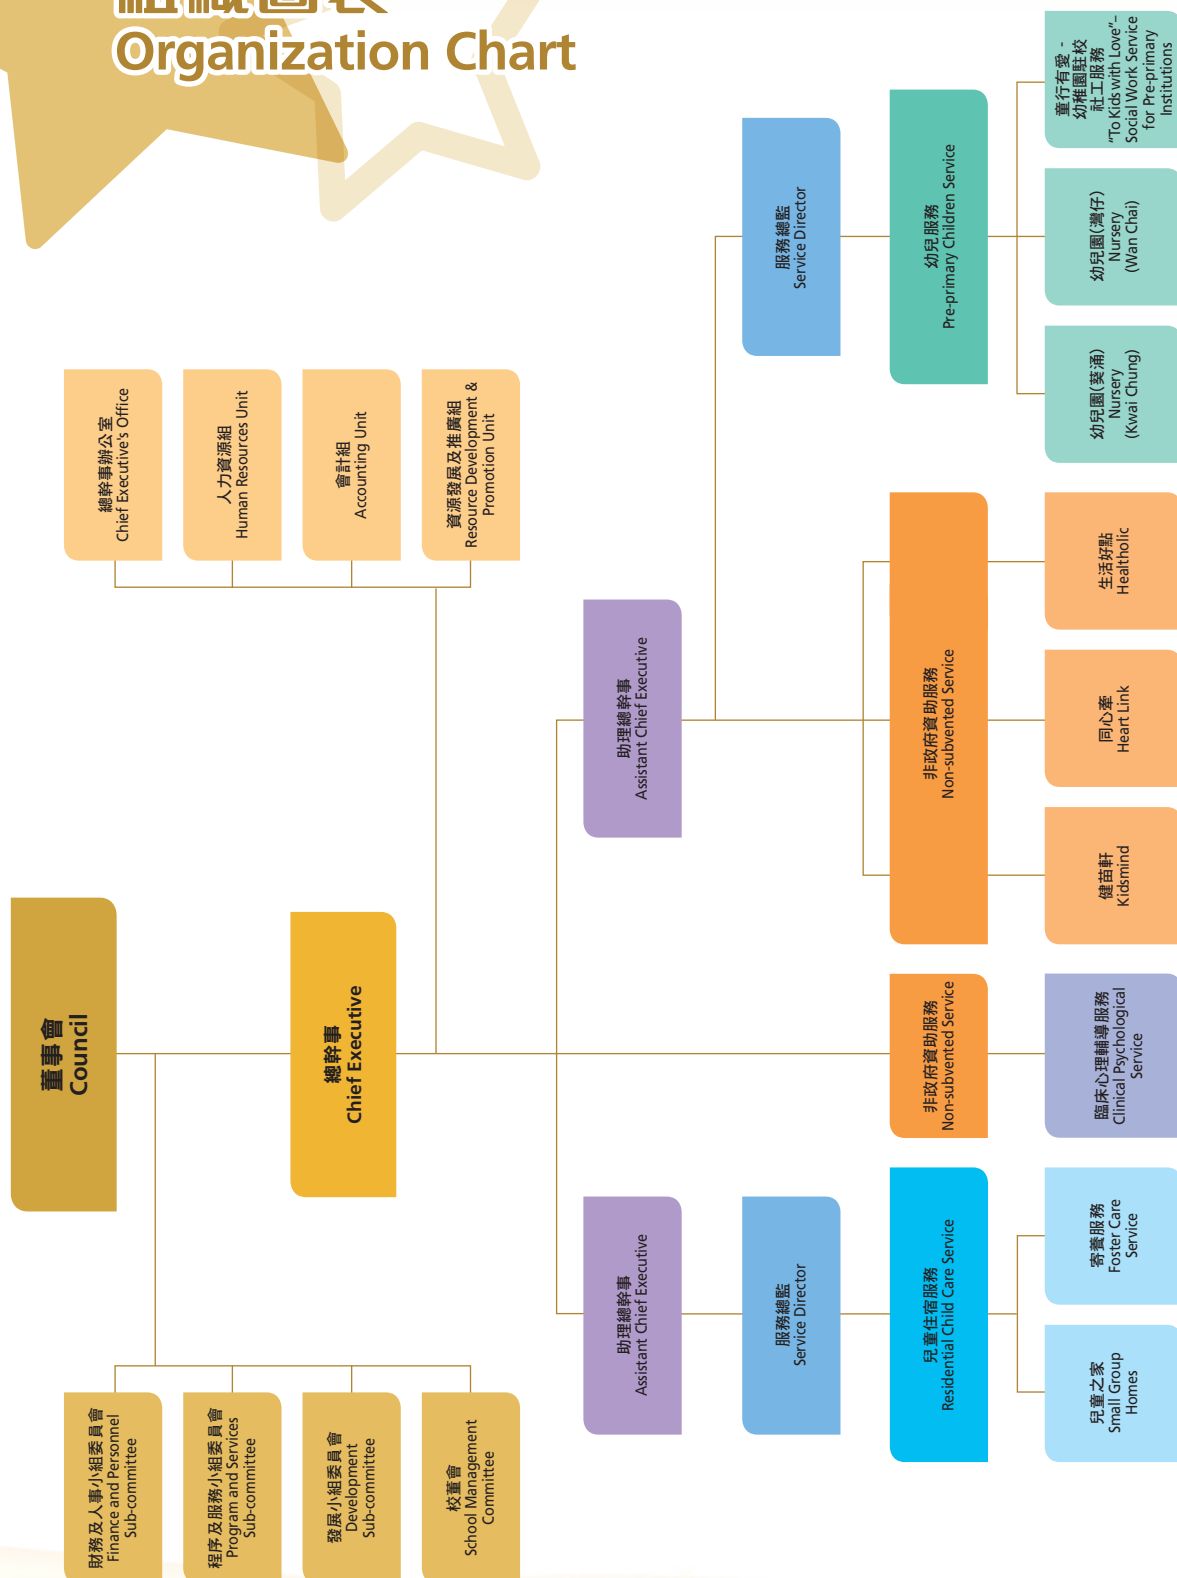 組織圖表
Organization Chart
董事會
Council
財務及人事小組委員會
Finance and Personnel
Sub-committee
程序及服務小組委員會
Program and Services
Sub-committee
發展小組委員會
Development
Sub-committee
校董會
School Management
Committee
總幹事
Chief Executive
總幹事辦公室
Chief Executive's Office
人力資源組
Human Resources Unit
會計組
Accounting Unit
資源發展及推廣組
Resource Development &
Promotion Unit
助理總幹事
Assistant Chief Executive
助理總幹事
Assistant Chief Executive
服務總監
Service Director
服務總監
Service Director
兒童住宿服務
Residential Child Care Service
非政府資助服務
Non-subvented Service
非政府資助服務
Non-subvented Service
幼兒服務
Pre-primary Children Service
兒童之家
Small Group
Homes
寄養服務
Foster Care
Service
臨床心理輔導服務
Clinical Psychological
Service
健苗軒
Kidsmind
同心牽
Heart Link
生活好點
Healtholic
幼兒園(葵涌)
Nursery
(Kwai Chung)
幼兒園(灣仔)
Nursery
(Wan Chai)
童行有愛 -
幼稚園駐校
社工服務
"To Kids with Love"–
Social Work Service
for Pre-primary
Institutions